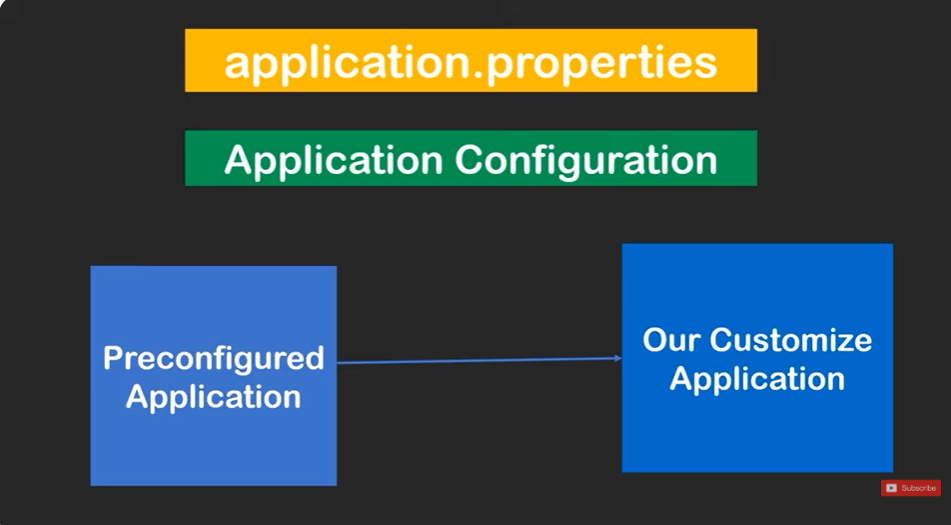 application.properties
Application Configuration
Preconfigured
Application
Our Customize
Application
Subscribe